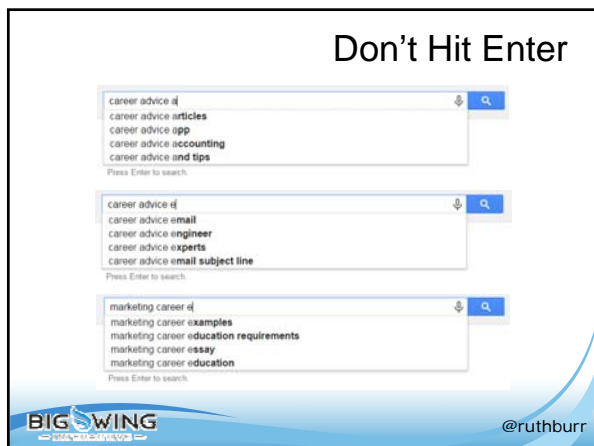 Don't Hit Enter
career advice a
career advice articles
career advice app
career advice accounting
career advice and tips
Press Enter to search.
career advice e
career advice email
career advice engineer
career advice experts
career advice email subject line
Press Enter to search.
marketing career e
marketing career examples
marketing career education requirements
marketing career essay
marketing career education
Press Enter to search.
BIG WING
@ruthburr